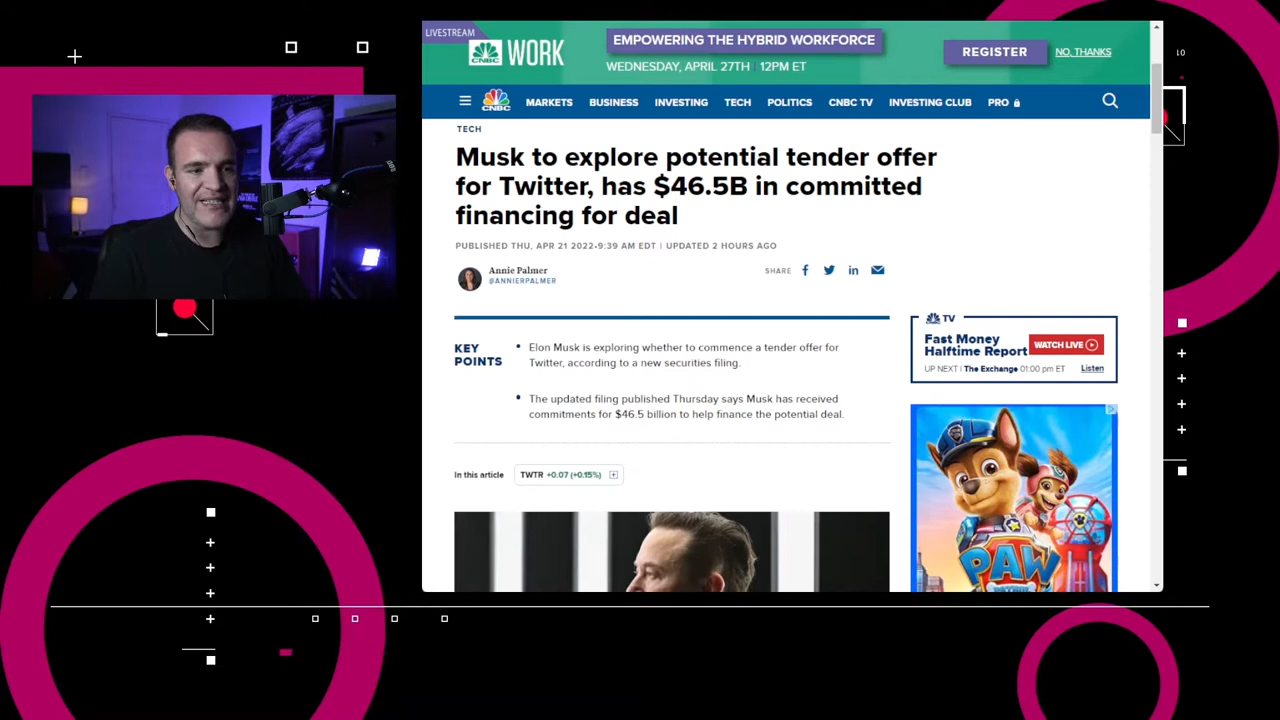 LIVESTREAM
CNBC WORK
EMPOWERING THE HYBRID WORKFORCE
WEDNESDAY, APRIL 27TH | 12PM ET
REGISTER
NO, THANKS
CNBC
MARKETS BUSINESS INVESTING TECH POLITICS CNBC TV INVESTING CLUB PRO
TECH
Musk to explore potential tender offer
for Twitter, has $46.5B in committed
financing for deal
PUBLISHED THU, APR 21 2022•9:39 AM EDT | UPDATED 2 HOURS AGO
Annie Palmer
@ANNIERPALMER
SHARE
KEY
POINTS
• Elon Musk is exploring whether to commence a tender offer for
Twitter, according to a new securities filing.
• The updated filing published Thursday says Musk has received
commitments for $46.5 billion to help finance the potential deal.
In this article
TWTR +0.07 (+0.15%)
CNBC TV
Fast Money
Halftime Report
WATCH LIVE
UP NEXT | The Exchange 01:00 pm ET
Listen
PAW